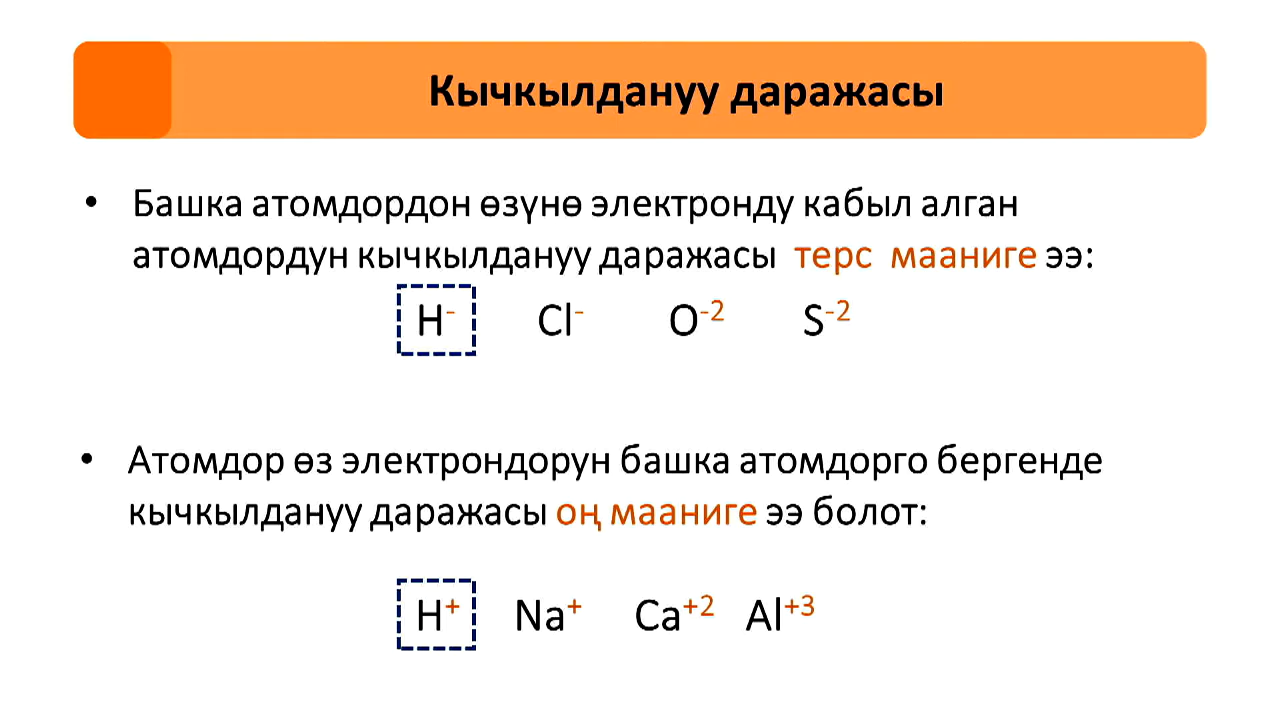 Кычкылдануу даражасы
• Башка атомдордон өзүнө электронду кабыл алган
атомдордун кычкылдануу даражасы терс мааниге ээ:
H⁻ Cl⁻ O⁻² S⁻²
• Атомдор өз электрондорун башка атомдорго бергенде
кычкылдануу даражасы оң мааниге ээ болот:
H⁺ Na⁺ Ca⁺² Al⁺³